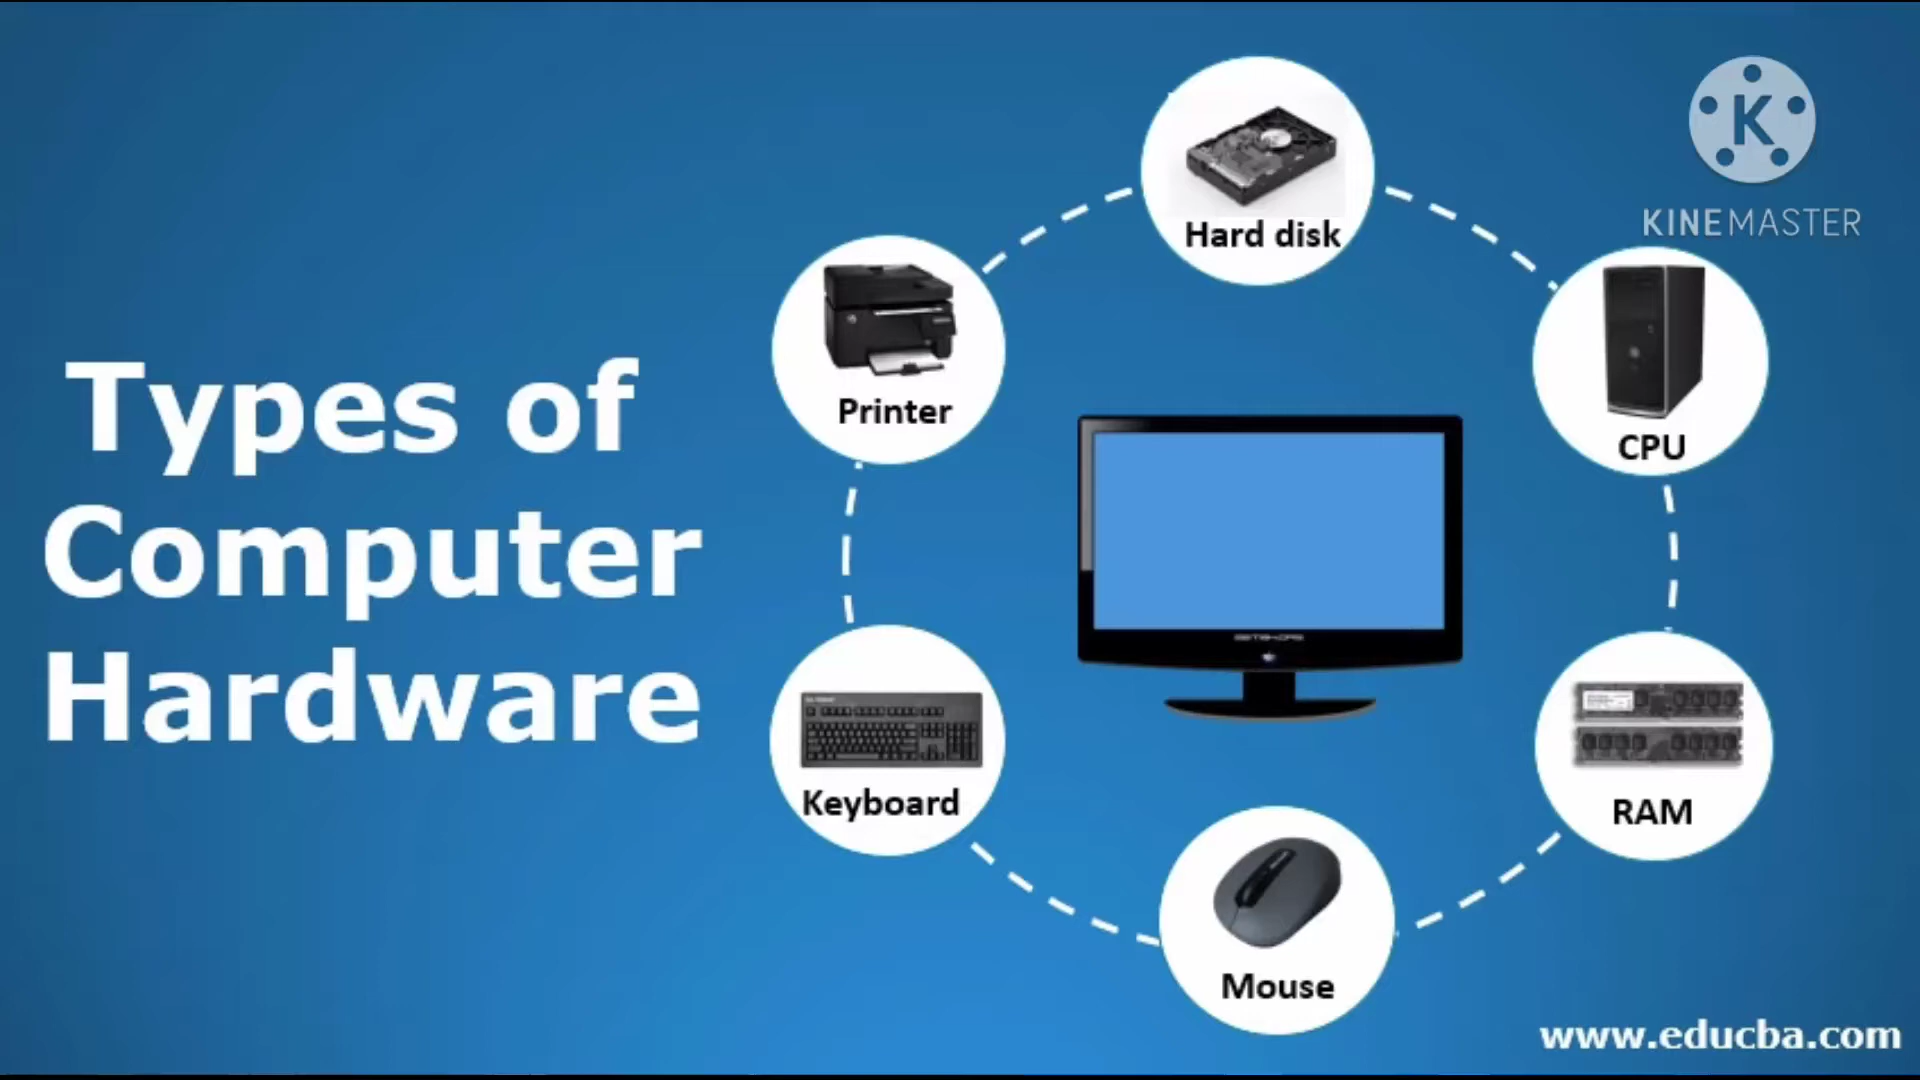 Types of
Computer
Hardware
Hard disk
KINEMASTER
Printer
CPU
Keyboard
RAM
Mouse
www.educba.com